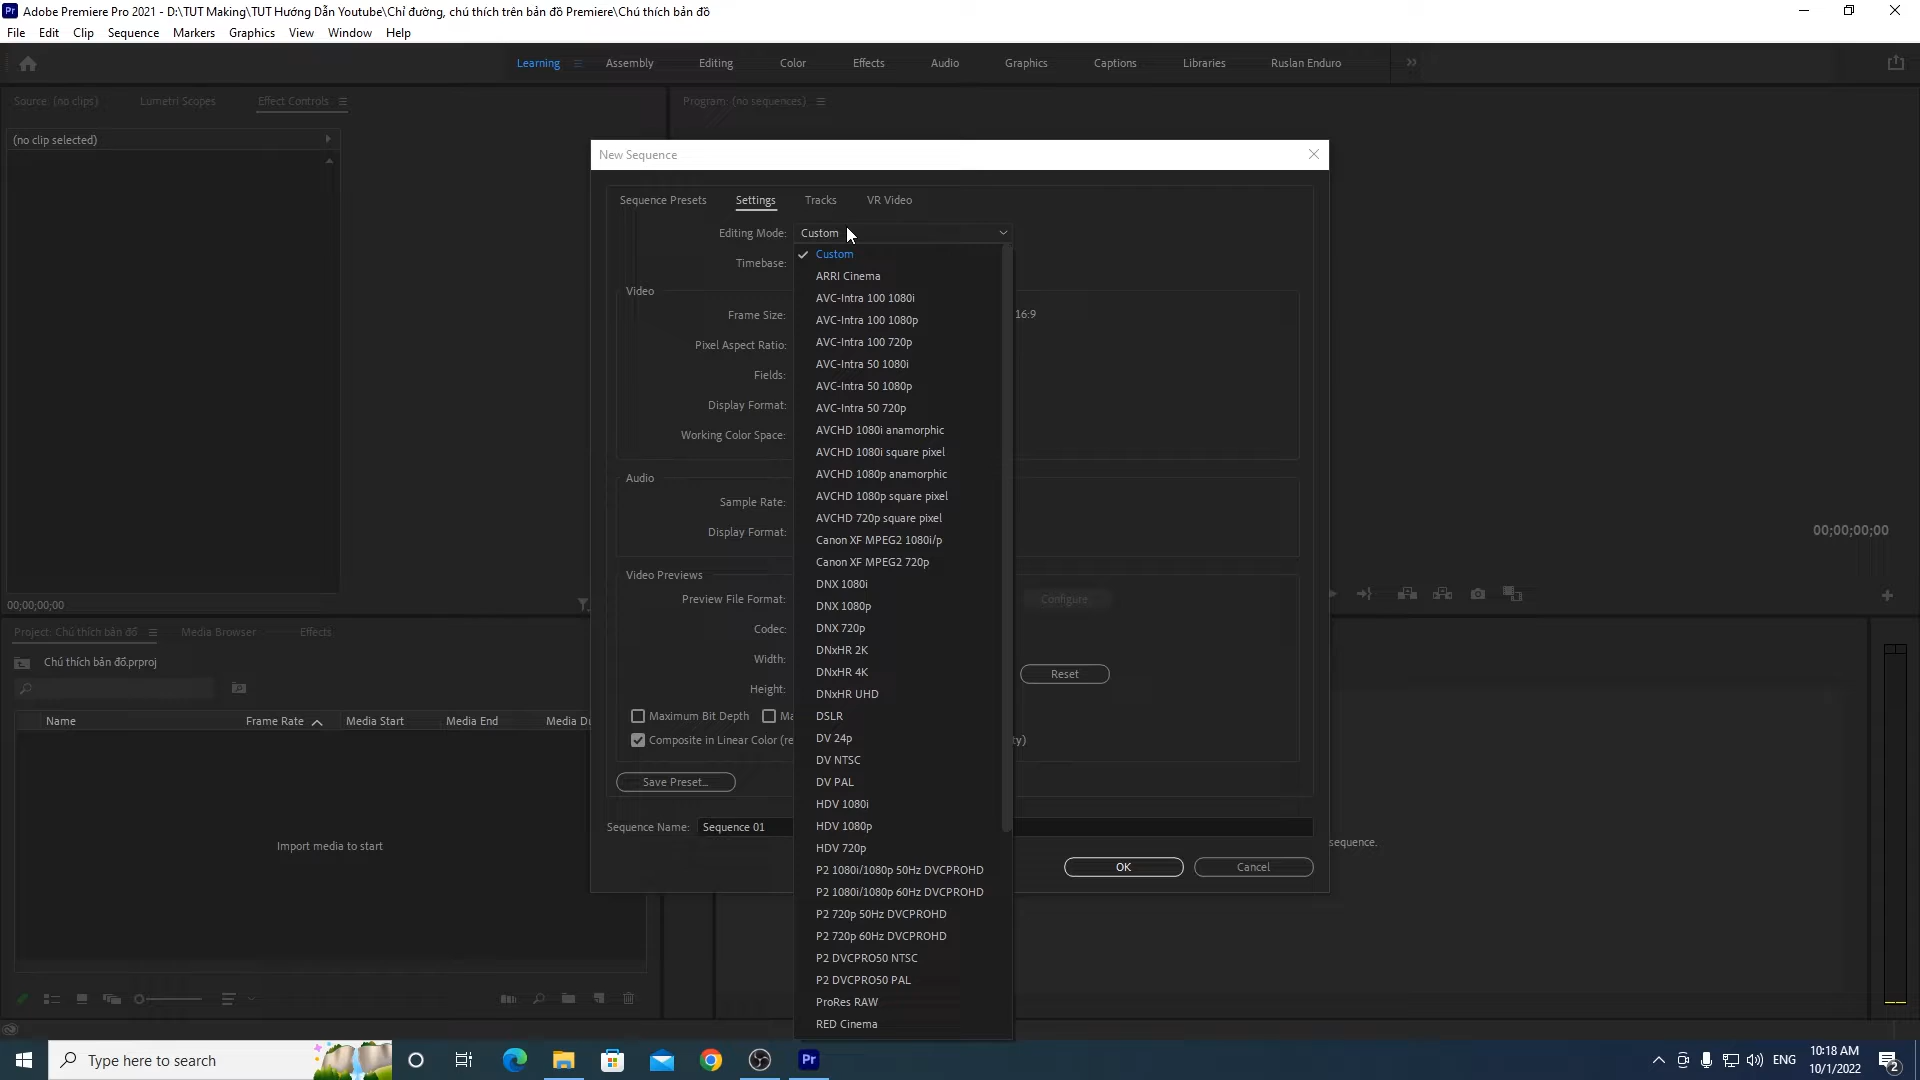 Pr Adobe Premiere Pro 2021 - D:\TUT Making\TUT Hướng Dẫn Youtube\Chỉ đường, chú thích trên bản đồ Premiere\Chú thích bản đồ
File Edit Clip Sequence Markers Graphics View Window Help
Learning Assembly Editing Color Effects Audio Graphics Captions Libraries Ruslan Enduro
Source: (no clips) Lumetri Scopes Effect Controls Program: (no sequences)
(no clip selected)
New Sequence
Sequence Presets Settings Tracks VR Video
Editing Mode: Custom
Timebase:
Video
Frame Size: 16:9
Pixel Aspect Ratio:
Fields:
Display Format:
Working Color Space:
Audio
Sample Rate:
Display Format:
Video Previews
Preview File Format: Configure
Codec:
Width:
Height:
Reset
Maximum Bit Depth Ma
Composite in Linear Color (re ty)
Save Preset...
Sequence Name: Sequence 01
OK Cancel
Custom
ARRI Cinema
AVC-Intra 100 1080i
AVC-Intra 100 1080p
AVC-Intra 100 720p
AVC-Intra 50 1080i
AVC-Intra 50 1080p
AVC-Intra 50 720p
AVCHD 1080i anamorphic
AVCHD 1080i square pixel
AVCHD 1080p anamorphic
AVCHD 1080p square pixel
AVCHD 720p square pixel
Canon XF MPEG2 1080i/p
Canon XF MPEG2 720p
DNX 1080i
DNX 1080p
DNX 720p
DNxHR 2K
DNxHR 4K
DNxHR UHD
DSLR
DV 24p
DV NTSC
DV PAL
HDV 1080i
HDV 1080p
HDV 720p
P2 1080i/1080p 50Hz DVCPROHD
P2 1080i/1080p 60Hz DVCPROHD
P2 720p 50Hz DVCPROHD
P2 720p 60Hz DVCPROHD
P2 DVCPRO50 NTSC
P2 DVCPRO50 PAL
ProRes RAW
RED Cinema
00;00;00;00
00;00;00;00
Project: Chú thích bản đồ Media Browser Effects
Chú thích bản đồ.prproj
Name Frame Rate Media Start Media End Media Du
Import media to start
sequence.
Type here to search
Pr
ENG
10:18 AM
10/1/2022
2